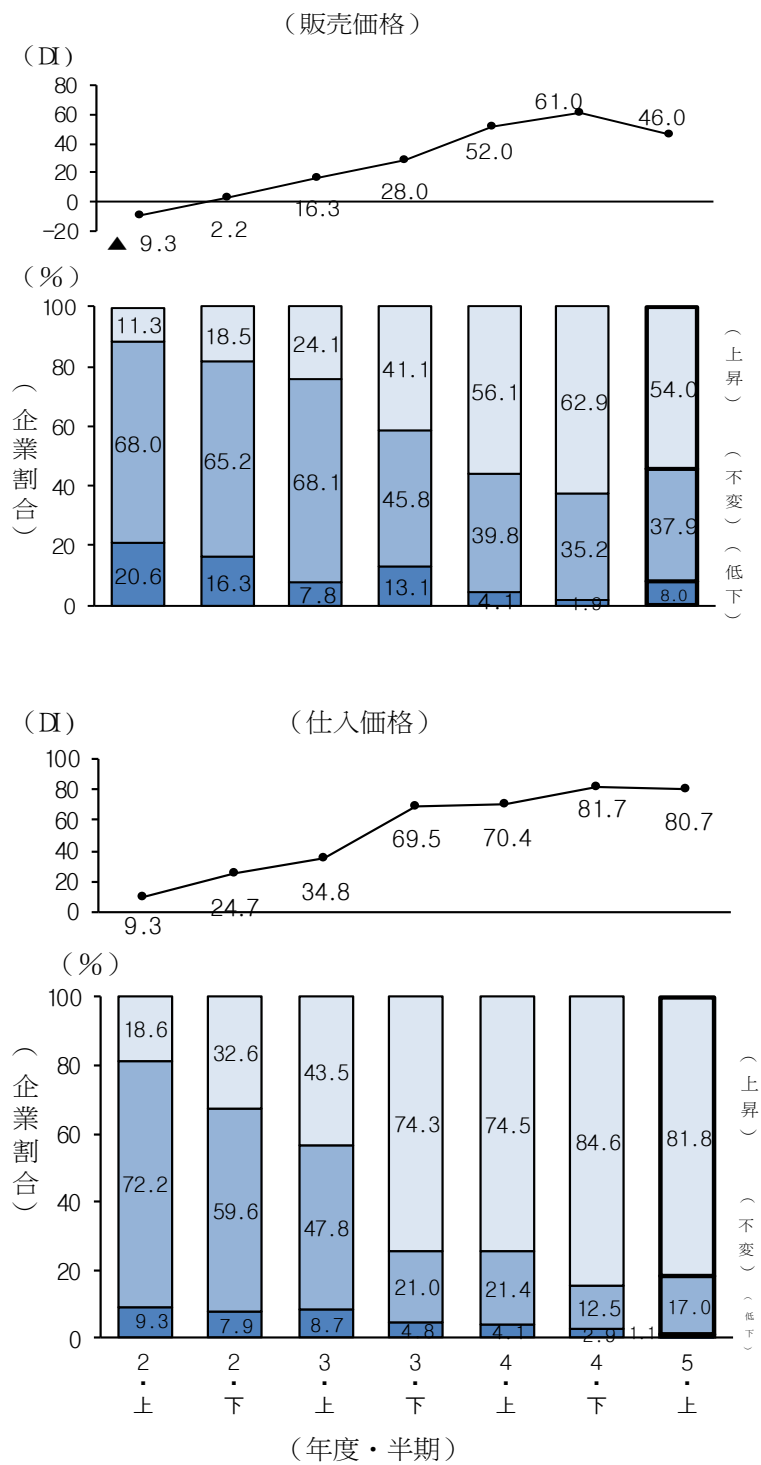 （販売価格）
（DI）
80
60
40
20
0
-20
▲ 9.3
2.2
16.3
28.0
52.0
61.0
46.0
（%）
100
80
60
40
20
0
（企業割合）
11.3 18.5 24.1 41.1 56.1 62.9 54.0
68.0 65.2 68.1 45.8 39.8 35.2 37.9
20.6 16.3 7.8 13.1 4.1 1.9 8.0
（上昇）
（不変）
（低下）
（DI）
（仕入価格）
100
80
60
40
20
0
9.3 24.7 34.8 69.5 70.4 81.7 80.7
（%）
100
80
60
40
20
0
（企業割合）
18.6 32.6 43.5 74.3 74.5 84.6 81.8
72.2 59.6 47.8 21.0 21.4 12.5 17.0
9.3 7.9 8.7 4.8 4.1 2.9 1.1
（上昇）
（不変）
（低下）
2・上 2・下 3・上 3・下 4・上 4・下 5・上
（年度・半期）